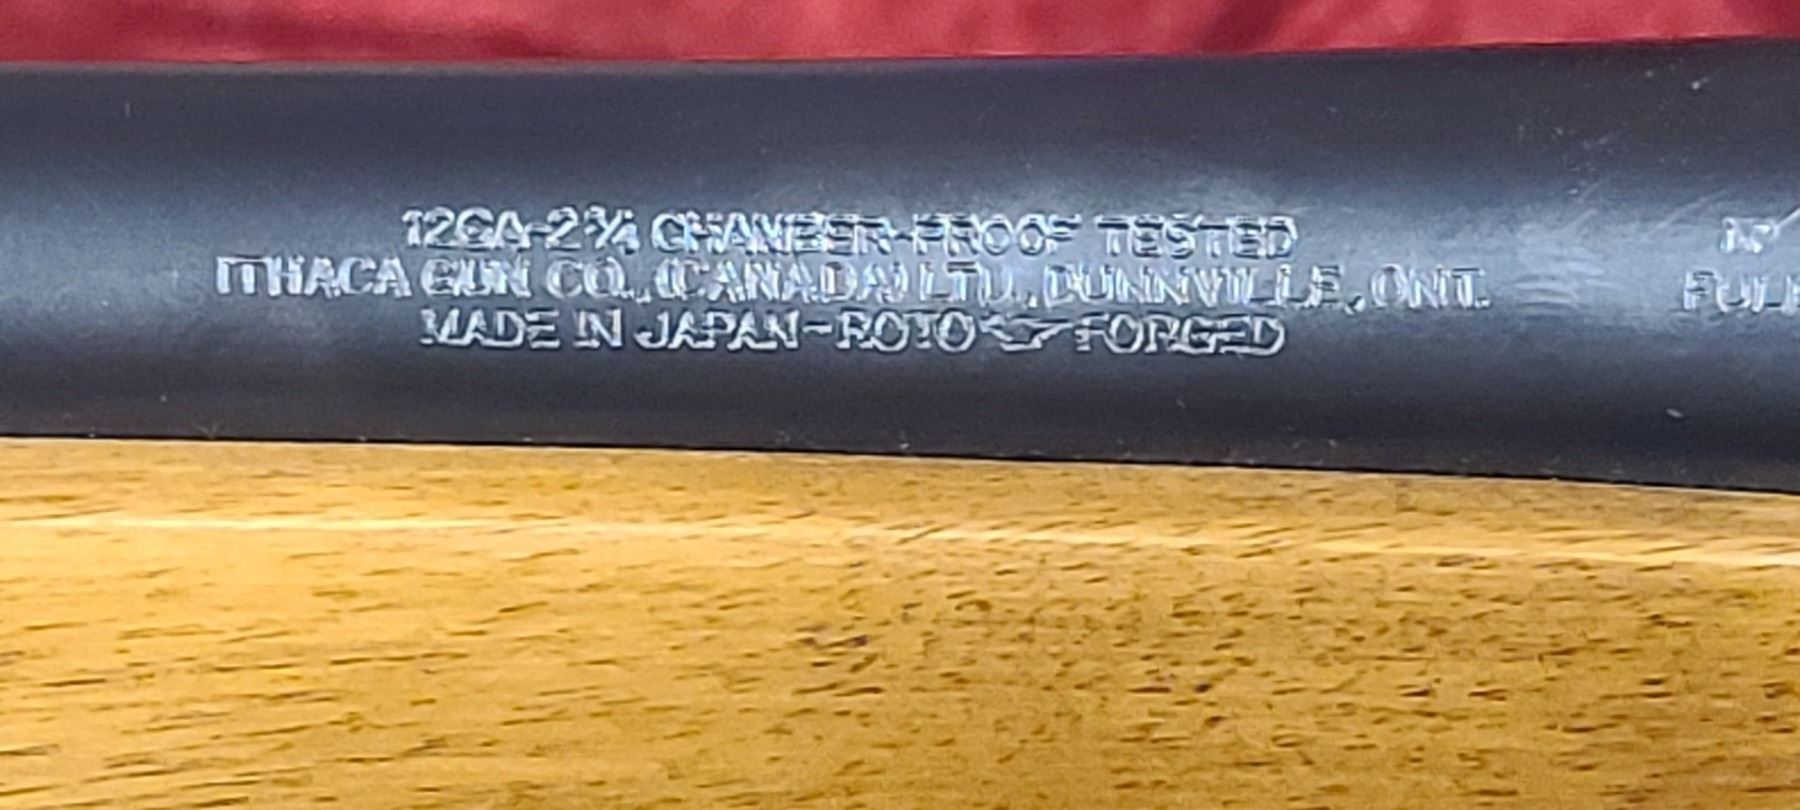 12GA-2¾ CHAMBER-PROOF TESTED
ITHACA GUN CO., (CANADA) LTD., DUNNVILLE, ONT.
MADE IN JAPAN-ROTO FORGED